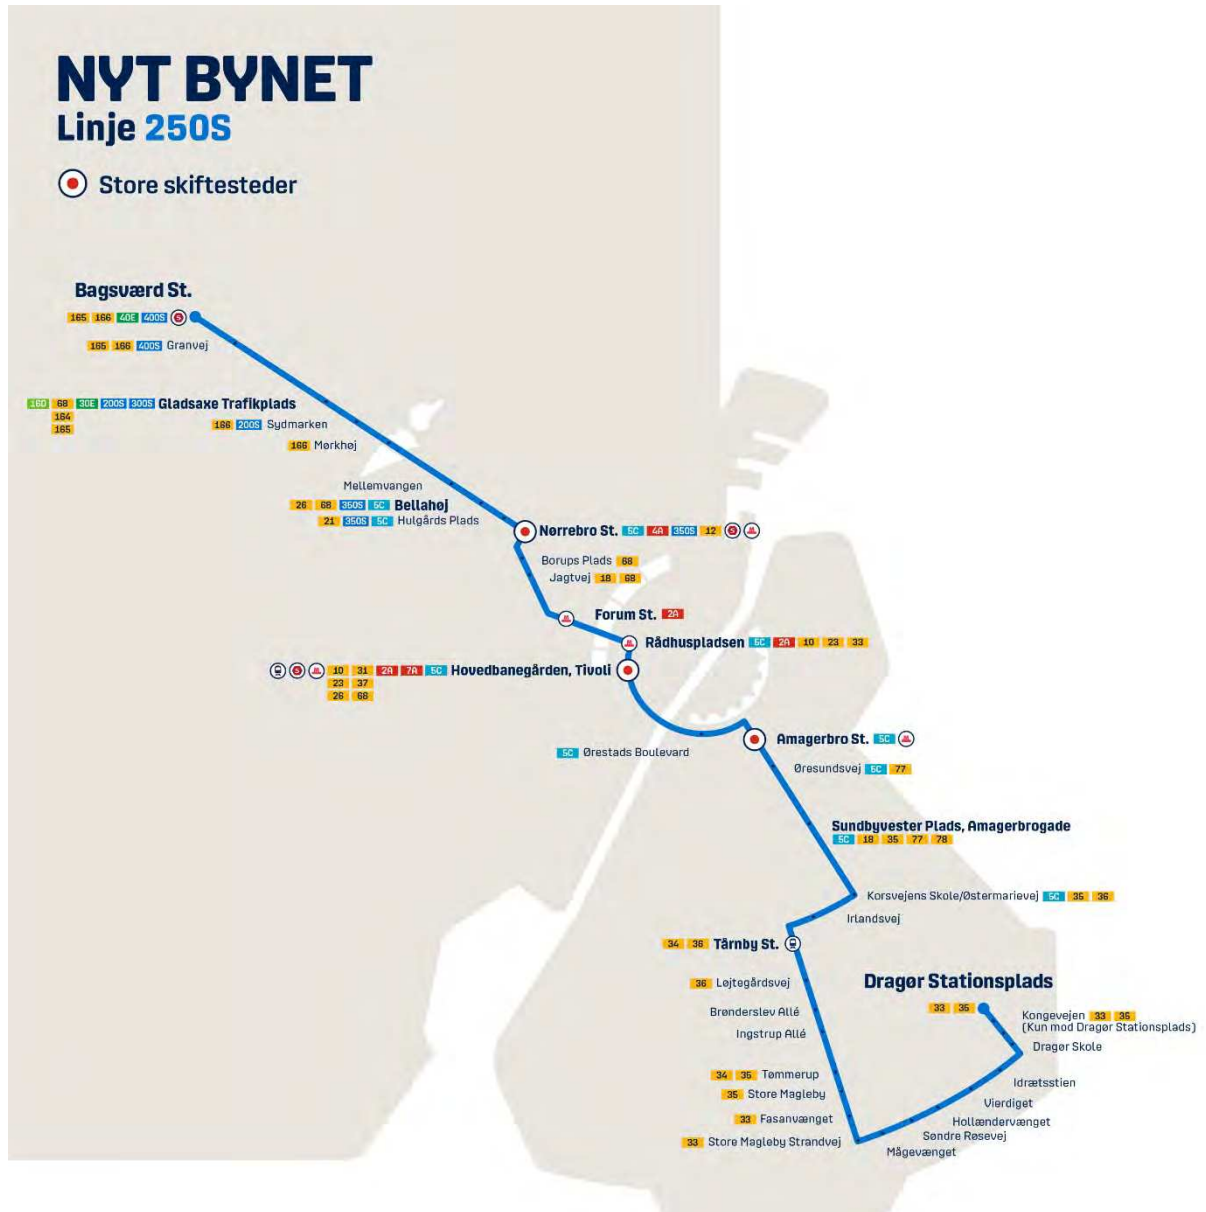 NYT BYNET
Linje 250S
Store skiftesteder
Bagsværd St.
165 166 40E 400S S
165 166 400S Granvej
16D 68 30E 200S 300S Gladsaxe Trafikplads
164
165
166 200S Sydmarken
166 Mørkhøj
Mellemvangen
26 68 350S 5C Bellahøj
21 350S 5C Hulgårds Plads
Nørrebro St. 5C 4A 350S 12 S
Borups Plads 68
Jagtvej 18 68
Forum St. 2A
Rådhuspladsen 5C 2A 10 23 33
S 10 31 2A 7A 5C Hovedbanegården, Tivoli
23 37
26 68
Amagerbro St. 5C
5C Ørestads Boulevard
Øresundsvej 5C 77
Sundbyvester Plads, Amagerbrogade
5C 18 35 77 78
Korsvejens Skole/Østermarievej 5C 35 36
Irlandsvej
34 36 Tårnby St.
36 Løjtegårdsvej
Dragør Stationsplads
33 35
Brønderslev Allé
Kongevejen 33 35
(Kun mod Dragør Stationsplads)
Ingstrup Allé
Dragør Skole
34 35 Tømmerup
Idrætsstien
35 Store Magleby
Vierdiget
33 Fasanvænget
Hollændervænget
Søndre Røsevej
33 Store Magleby Strandvej
Mågevænget